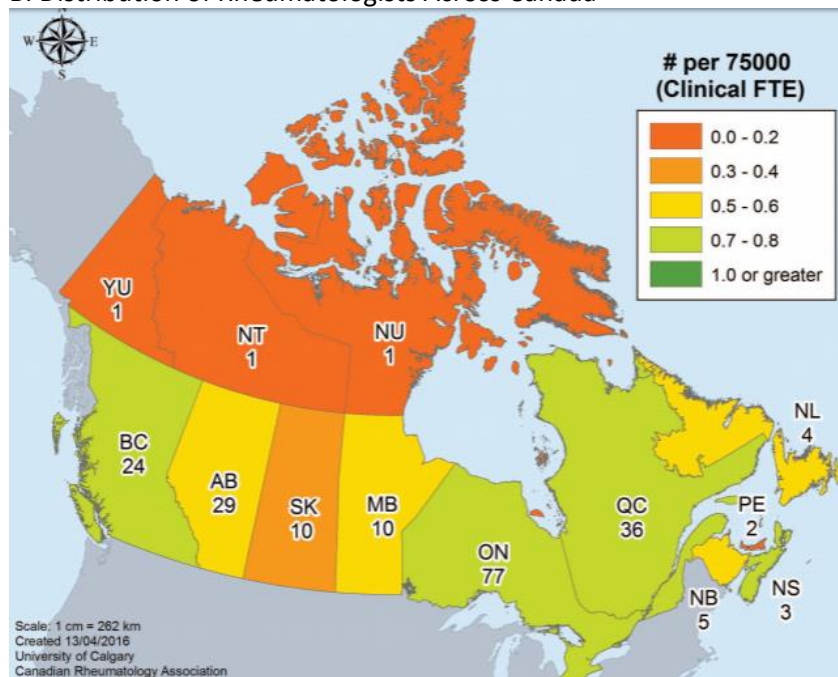 B. Distribution of Rheumatologists Across Canada
N
W
E
S
# per 75000
(Clinical FTE)
0.0 - 0.2
0.3 - 0.4
0.5 - 0.6
0.7 - 0.8
1.0 or greater
YU
1
NT
1
NU
1
BC
24
AB
29
SK
10
MB
10
ON
77
QC
36
NL
4
PE
2
NB
5
NS
3
Scale: 1 cm = 262 km
Created 13/04/2016
University of Calgary
Canadian Rheumatology Association